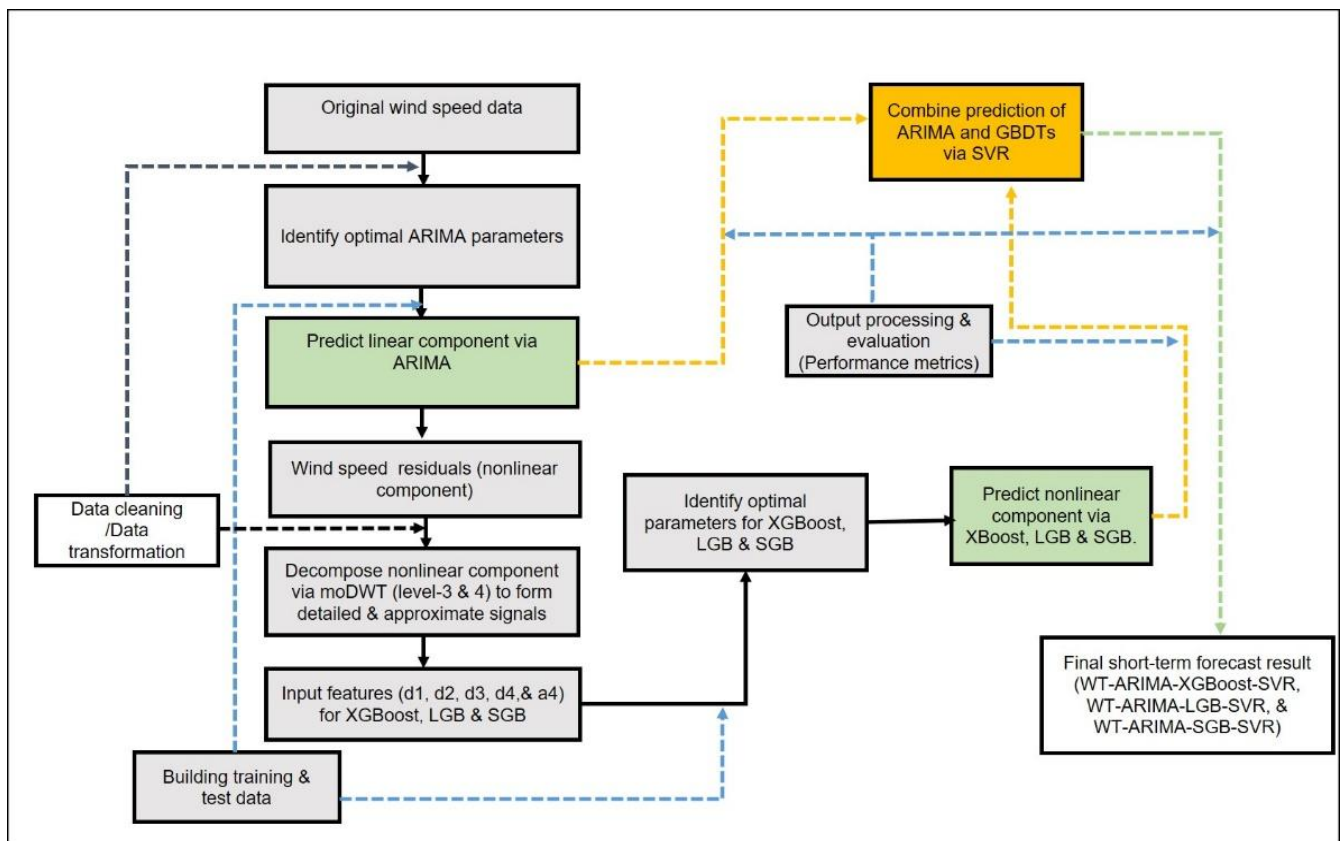 Original wind speed data
Identify optimal ARIMA parameters
Predict linear component via
ARIMA
Wind speed residuals (nonlinear
component)
Data cleaning
/Data
transformation
Decompose nonlinear component
via moDWT (level-3 & 4) to form
detailed & approximate signals
Input features (d1, d2, d3, d4,& a4)
for XGBoost, LGB & SGB
Building training &
test data
Identify optimal
parameters for XGBoost,
LGB & SGB
Predict nonlinear
component via
XBoost, LGB & SGB.
Output processing &
evaluation
(Performance metrics)
Combine prediction of
ARIMA and GBDTs
via SVR
Final short-term forecast result
(WT-ARIMA-XGBoost-SVR,
WT-ARIMA-LGB-SVR, &
WT-ARIMA-SGB-SVR)